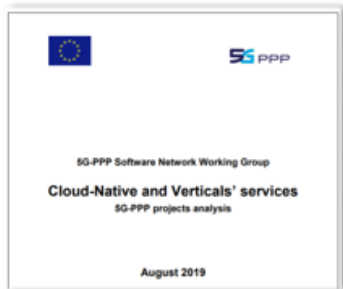 5G PPP
5G-PPP Software Network Working Group
Cloud-Native and Verticals' services
5G-PPP projects analysis
August 2019